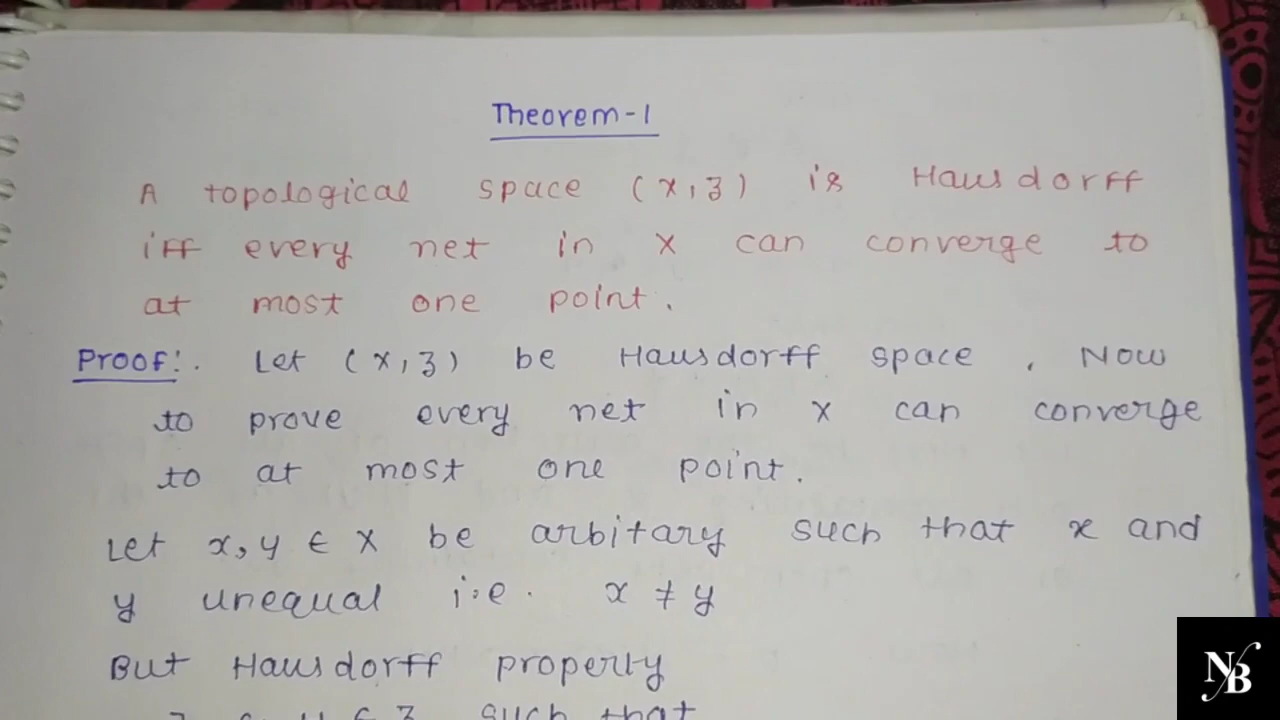 Theorem-1
A topological space (X,3) is Hausdorff
iff every net in X can converge to
at most one point.
Proof:. Let (X,3) be Hausdorff space. Now
to prove every net in X can converge
to at most one point.
Let x,y ∈ X be arbitary such that x and
y unequal i.e. x ≠ y
But Hausdorff property
such that
NB